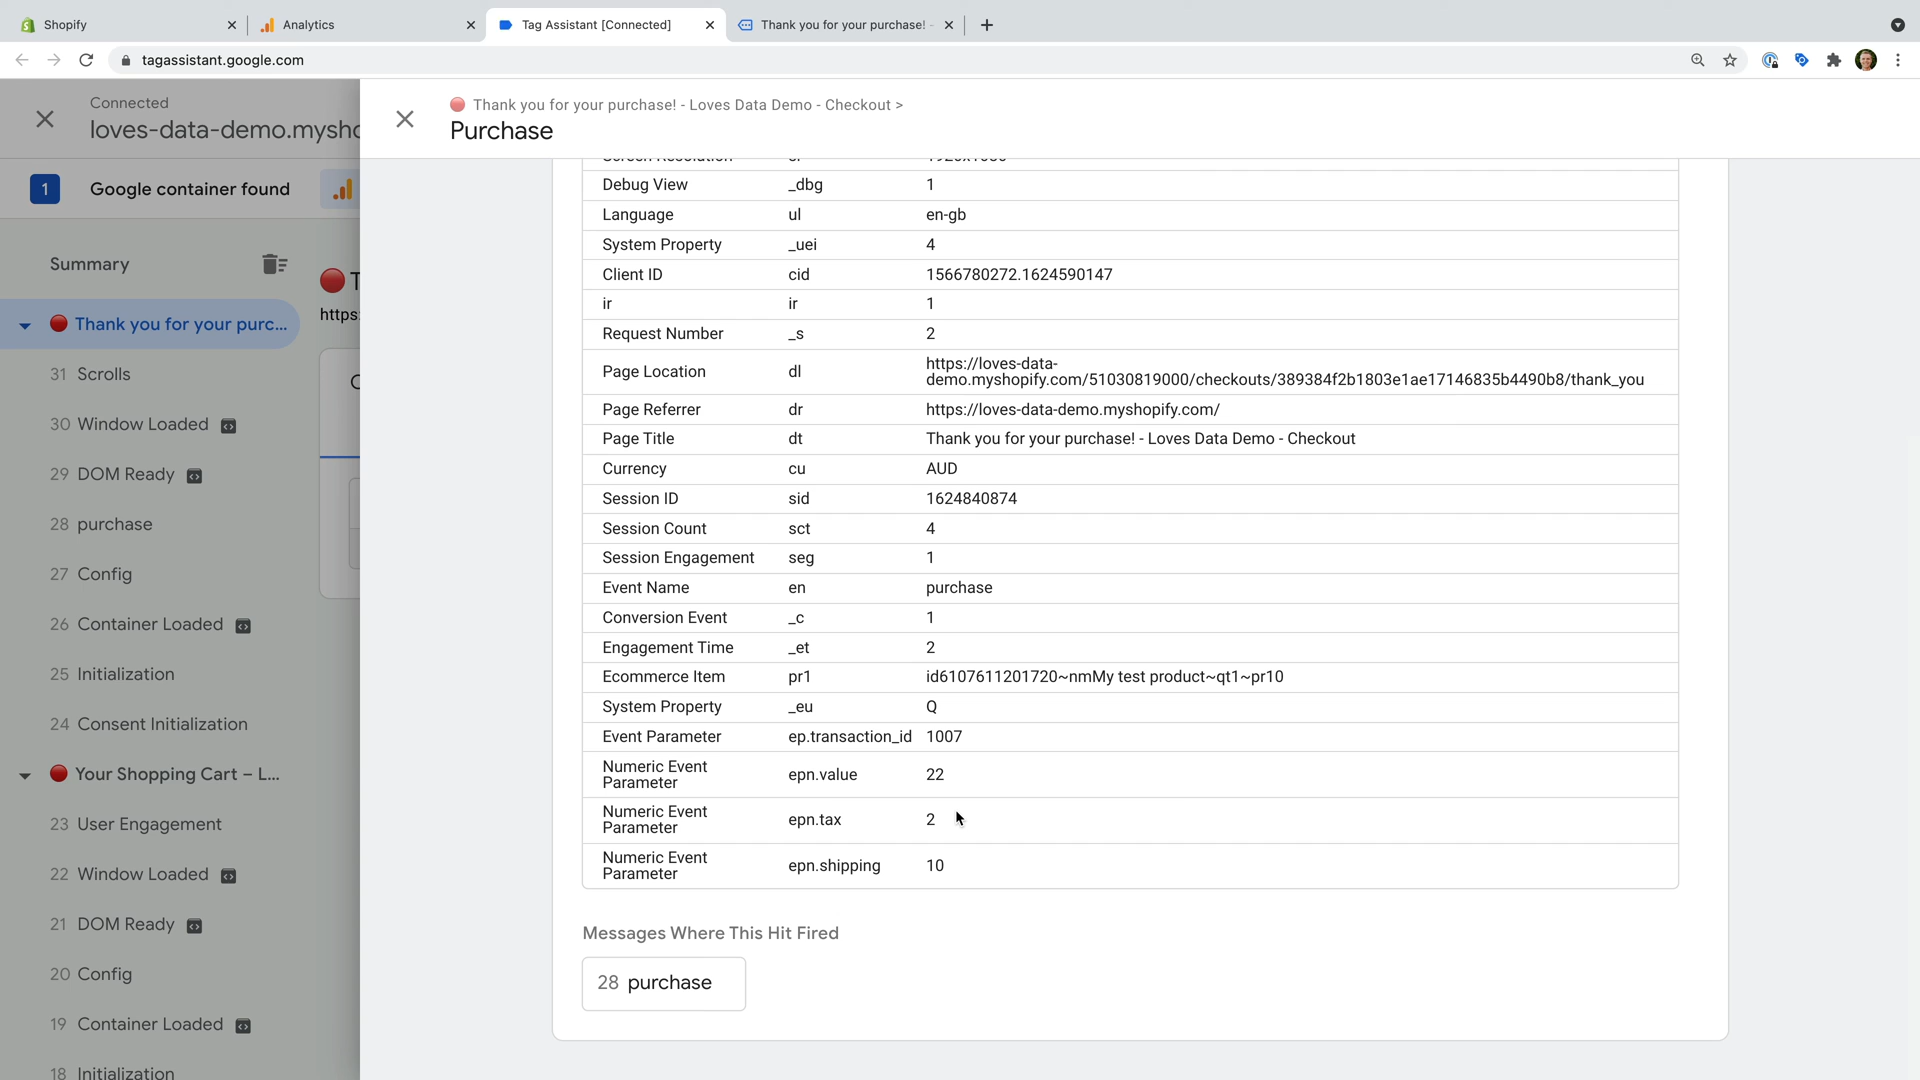 Shopify
Analytics
Tag Assistant [Connected]
Thank you for your purchase! -
tagassistant.google.com
Connected
loves-data-demo.mysho
1 Google container found
Summary
Thank you for your purc...
31 Scrolls
30 Window Loaded
29 DOM Ready
28 purchase
27 Config
26 Container Loaded
25 Initialization
24 Consent Initialization
Your Shopping Cart – L...
23 User Engagement
22 Window Loaded
21 DOM Ready
20 Config
19 Container Loaded
18 Initialization
T
https:
Thank you for your purchase! - Loves Data Demo - Checkout >
Purchase
Screen Resolution sr
Debug View _dbg 1
Language ul en-gb
System Property _uei 4
Client ID cid 1566780272.1624590147
ir ir 1
Request Number _s 2
Page Location dl https://loves-data-
demo.myshopify.com/51030819000/checkouts/389384f2b1803e1ae17146835b4490b8/thank_you
Page Referrer dr https://loves-data-demo.myshopify.com/
Page Title dt Thank you for your purchase! - Loves Data Demo - Checkout
Currency cu AUD
Session ID sid 1624840874
Session Count sct 4
Session Engagement seg 1
Event Name en purchase
Conversion Event _c 1
Engagement Time _et 2
Ecommerce Item pr1 id6107611201720~nmMy test product~qt1~pr10
System Property _eu Q
Event Parameter ep.transaction_id 1007
Numeric Event
Parameter epn.value 22
Numeric Event
Parameter epn.tax 2
Numeric Event
Parameter epn.shipping 10
Messages Where This Hit Fired
28 purchase